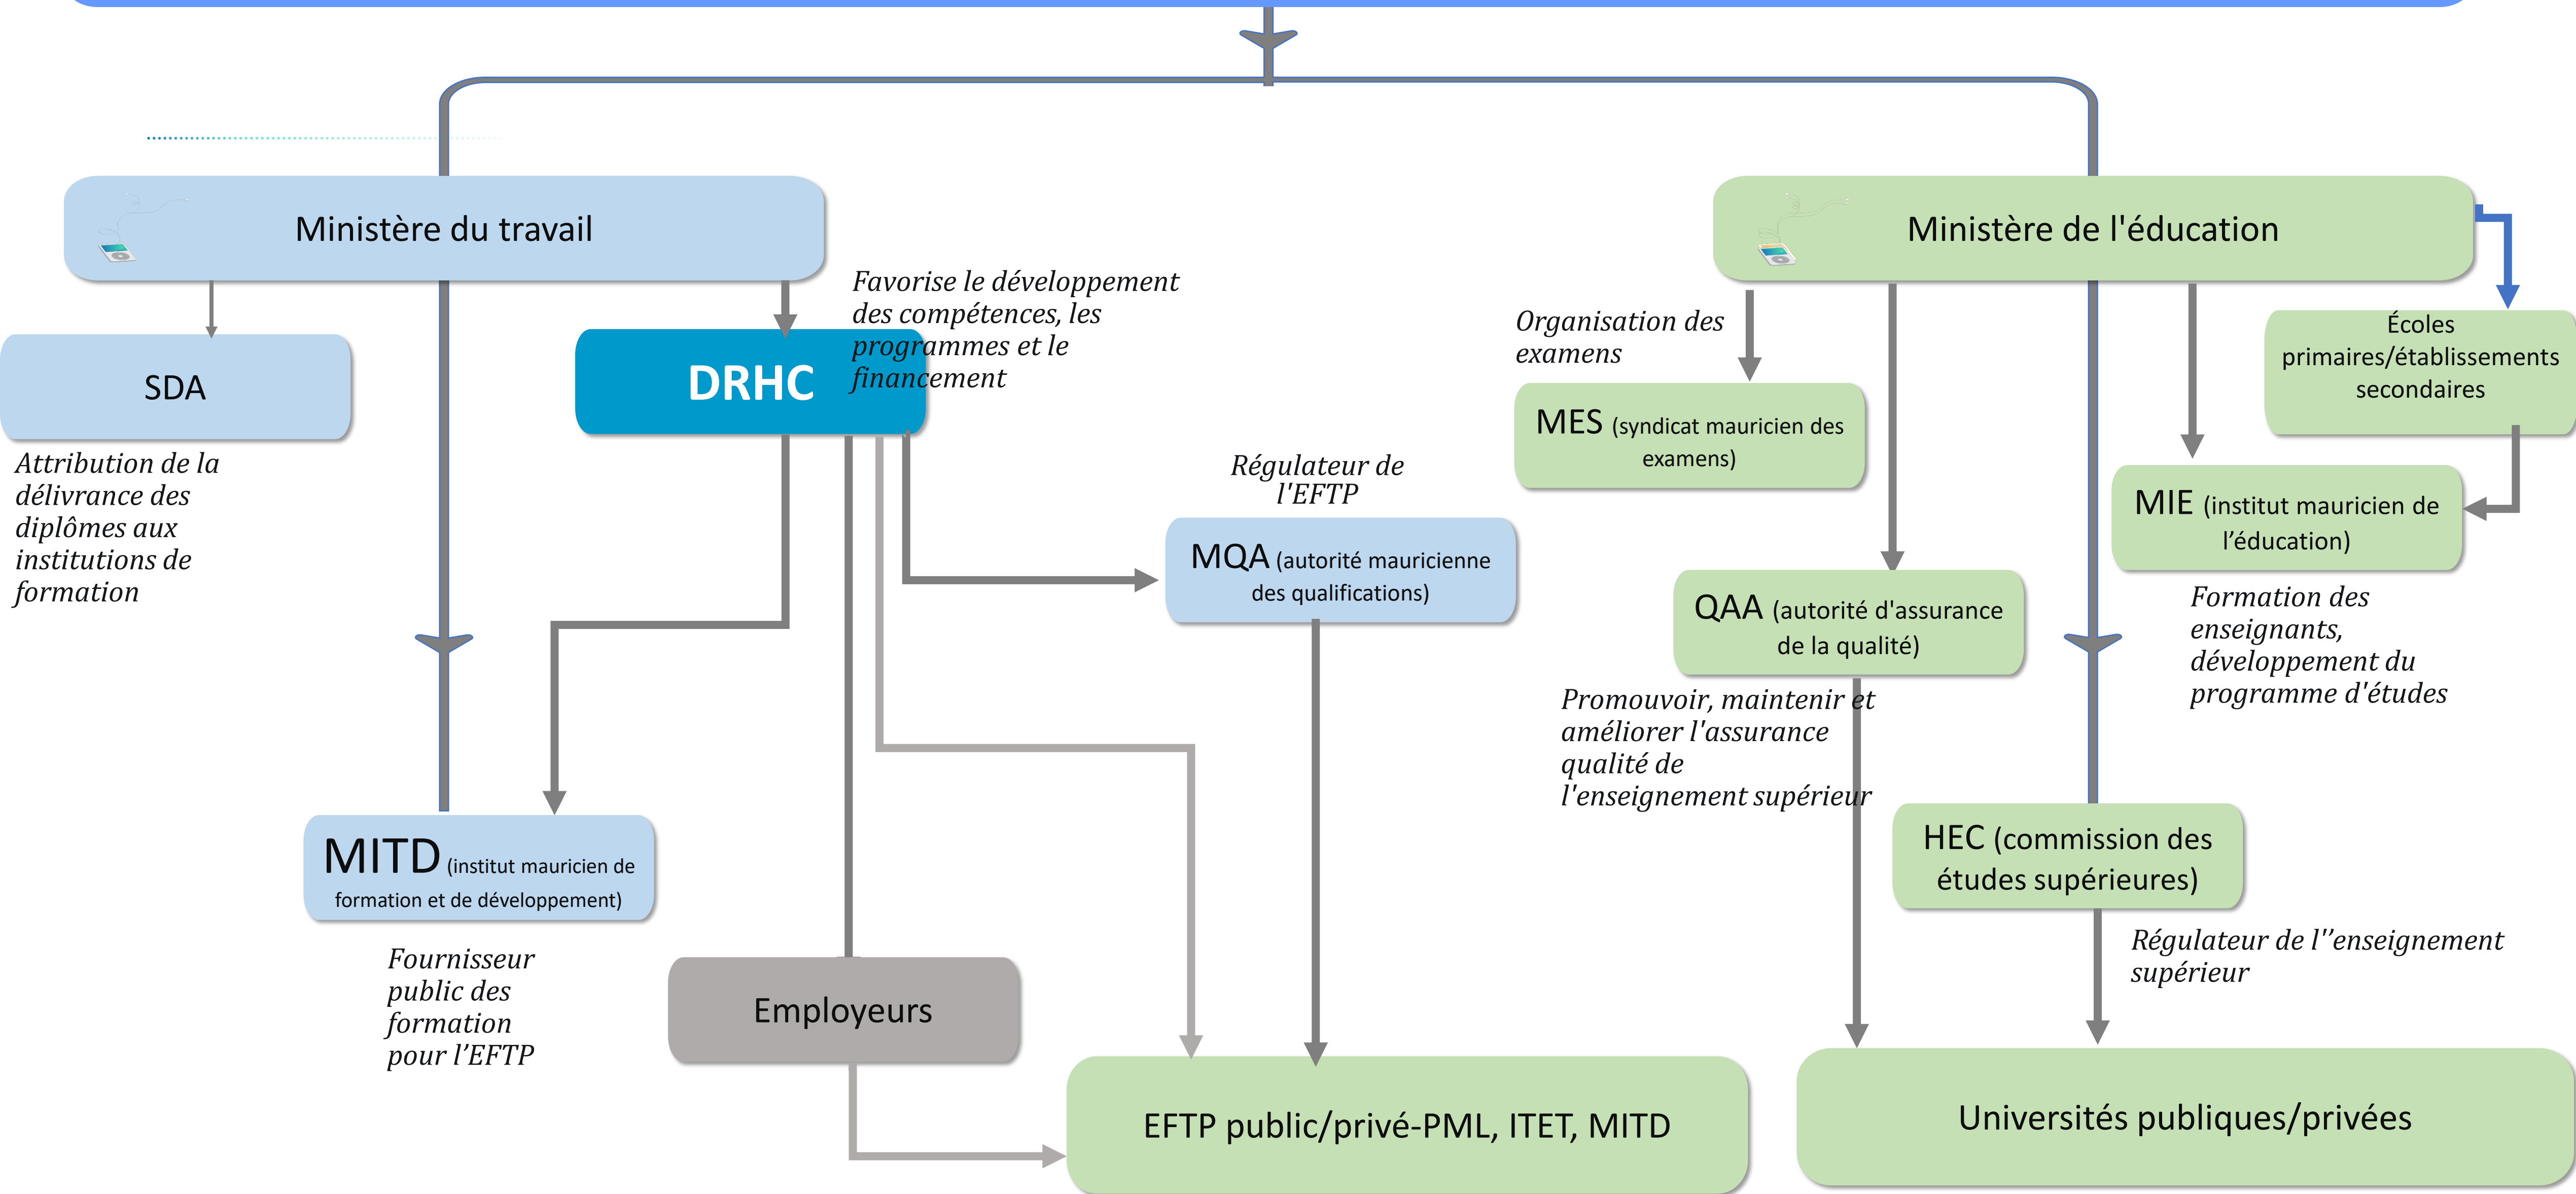 Ministère du travail
Ministère de l'éducation
Favorise le développement
des compétences, les
programmes et le
financement
Organisation des
examens
Écoles
primaires/établissements
secondaires
SDA
DRHC
MES (syndicat mauricien des
examens)
Attribution de la
délivrance des
diplômes aux
institutions de
formation
Régulateur de
l'EFTP
MQA (autorité mauricienne
des qualifications)
MIE (institut mauricien de
l’éducation)
QAA (autorité d'assurance
de la qualité)
Formation des
enseignants,
développement du
programme d'études
Promouvoir, maintenir et
améliorer l'assurance
qualité de
l'enseignement supérieur
MITD (institut mauricien de
formation et de développement)
HEC (commission des
études supérieures)
Fournisseur
public des
formation
pour l’EFTP
Régulateur de l'’enseignement
supérieur
Employeurs
EFTP public/privé-PML, ITET, MITD
Universités publiques/privées